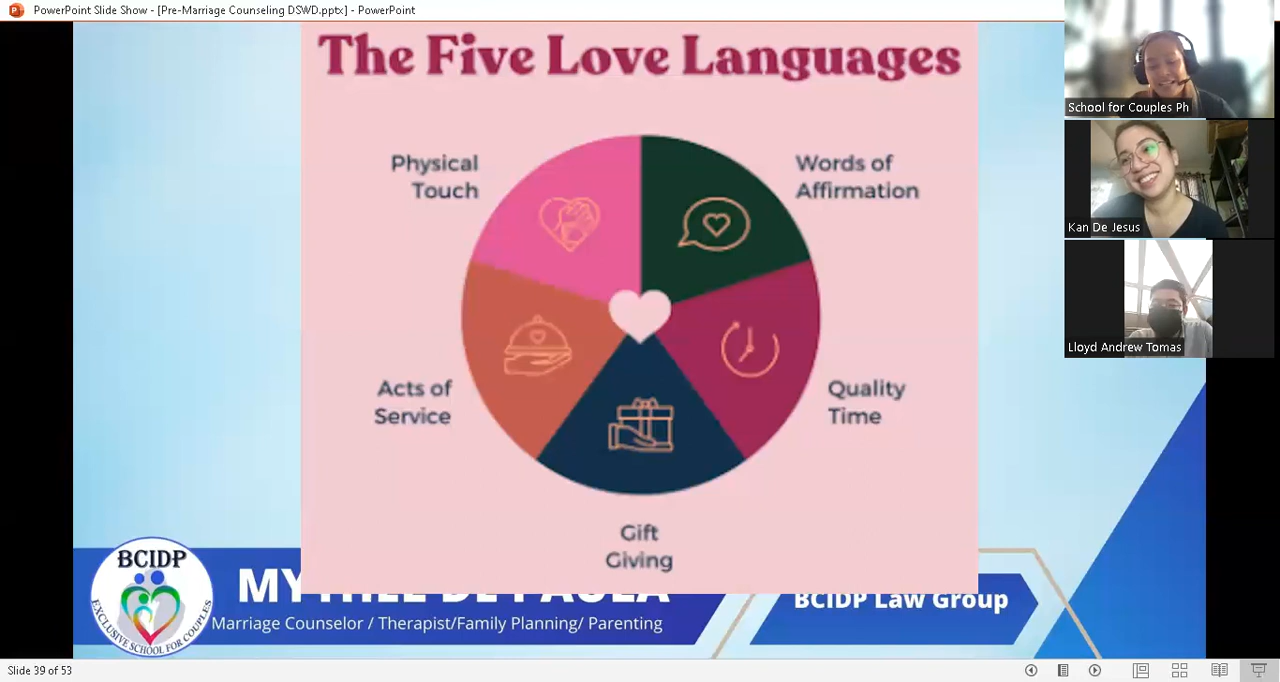 PowerPoint Slide Show - [Pre-Marriage Counseling DSWD.pptx] - PowerPoint
The Five Love Languages
Physical
Touch
Words of
Affirmation
Acts of
Service
Quality
Time
Gift
Giving
School for Couples Ph
Kan De Jesus
Lloyd Andrew Tomas
BCIDP
EXCLUSIVE SCHOOL FOR COUPLES
DE PAULA
Marriage Counselor / Therapist/Family Planning/ Parenting
BCIDP Law Group
Slide 39 of 53